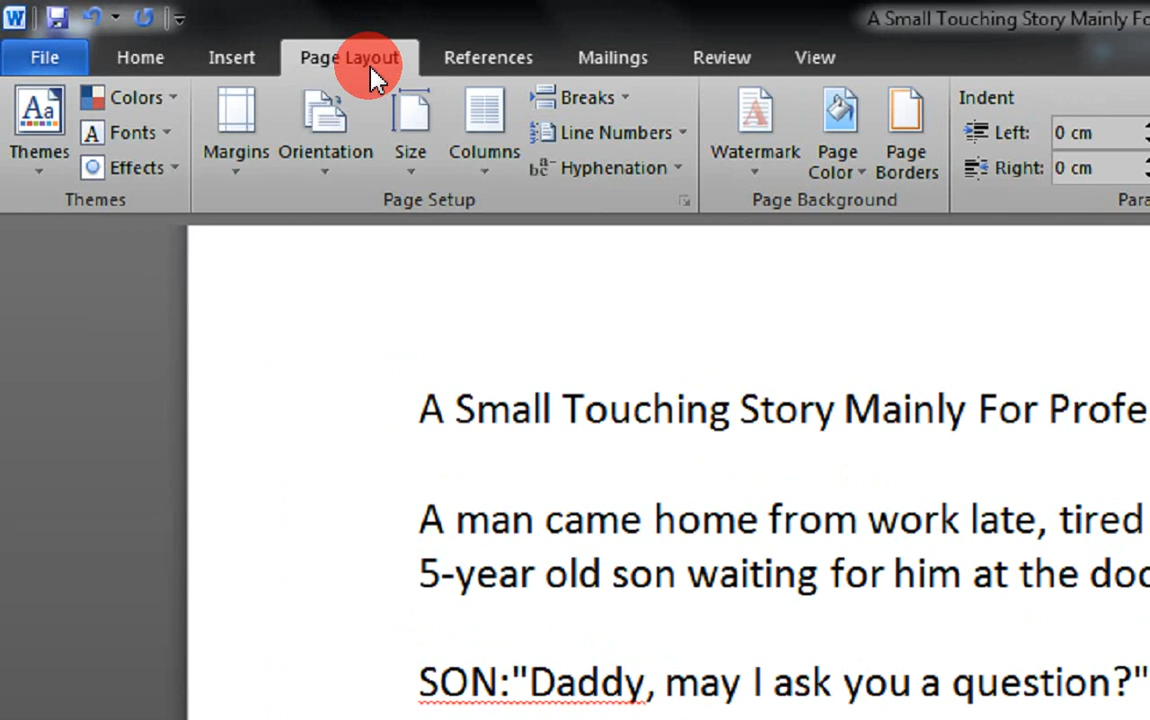 A Small Touching Story Mainly Fo
File Home Insert Page Layout References Mailings Review View
Themes
Colors
Fonts
Effects
Themes
Margins
Orientation
Size
Columns
Breaks
Line Numbers
Hyphenation
Page Setup
Watermark
Page Color
Page Borders
Page Background
Indent
Left: 0 cm
Right: 0 cm
Para
A Small Touching Story Mainly For Profe
A man came home from work late, tired
5-year old son waiting for him at the doo
SON:"Daddy, may I ask you a question?"